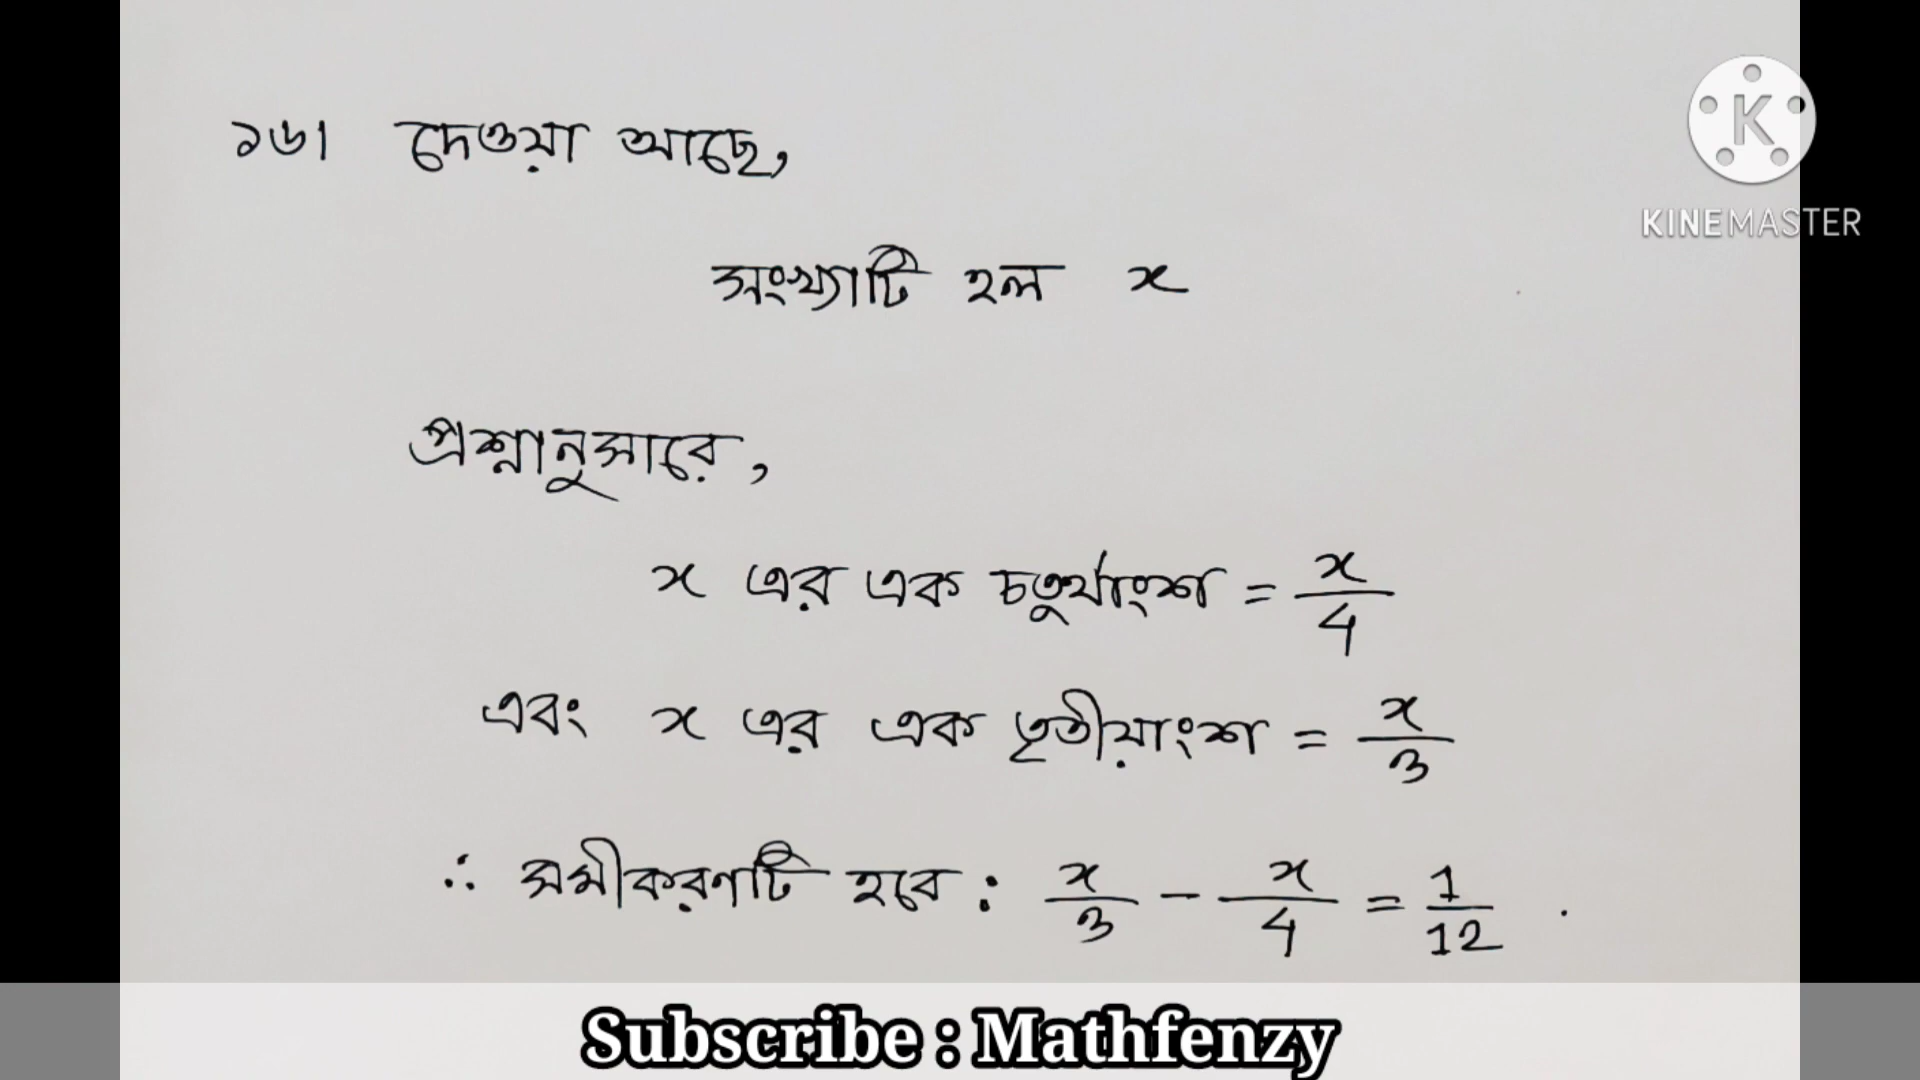 ১৬। দেওয়া আছে,
K
KINEMASTER
সংখ্যাটি হল x
প্রশ্নানুসারে,
x এর এক চতুর্থাংশ = x/4
এবং x এর এক তৃতীয়াংশ = x/3
∴ সমীকরণটি হবে : x/3 - x/4 = 1/12 .
Subscribe : Mathfenzy